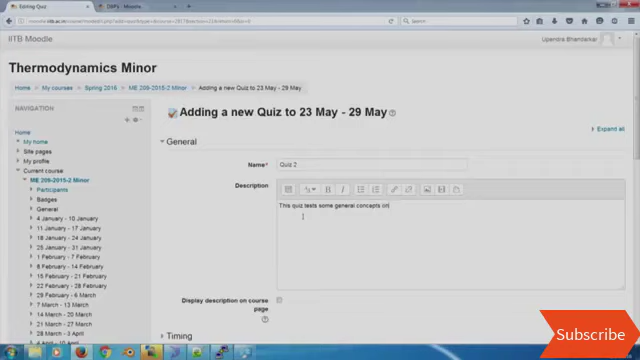 Editing Quiz
IITB Moodle
Search
Upendra Bhandarkar
Thermodynamics Minor
Home
My courses
Spring 2016
ME 209-2015-2 Minor
Adding a new Quiz to 23 May - 29 May
NAVIGATION
Home
My home
Site pages
My profile
Current course
ME 209-2015-2 Minor
Participants
Badges
General
4 January - 10 January
11 January - 17 January
18 January - 24 January
25 January - 31 January
1 February - 7 February
8 February - 14 February
15 February - 21 February
22 February - 28 February
7 March - 13 March
14 March - 20 March
21 March - 27 March
28 March - 3 April
Adding a new Quiz to 23 May - 29 May
Expand all
General
Name
Quiz 2
Description
This quiz tests some general concepts on
Display description on course
page
Timing
Subscribe